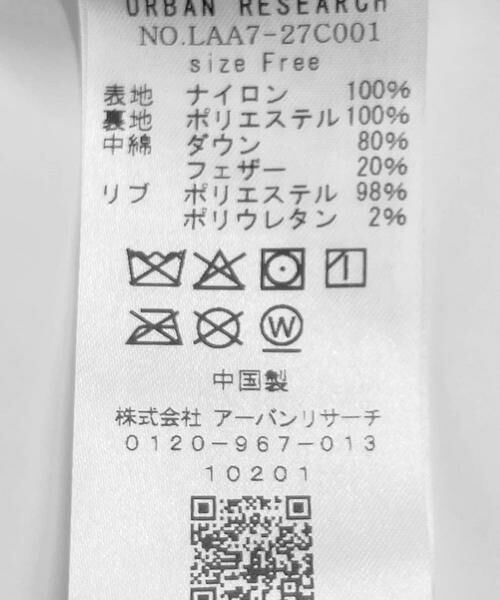 URBAN RESEARCH
NO.LAA7-27C001
size Free
表地 ナイロン 100%
裏地 ポリエステル 100%
中綿 ダウン 80%
フェザー 20%
リブ ポリエステル 98%
ポリウレタン 2%
W
中国製
株式会社 アーバンリサーチ
0120-967-013
10201